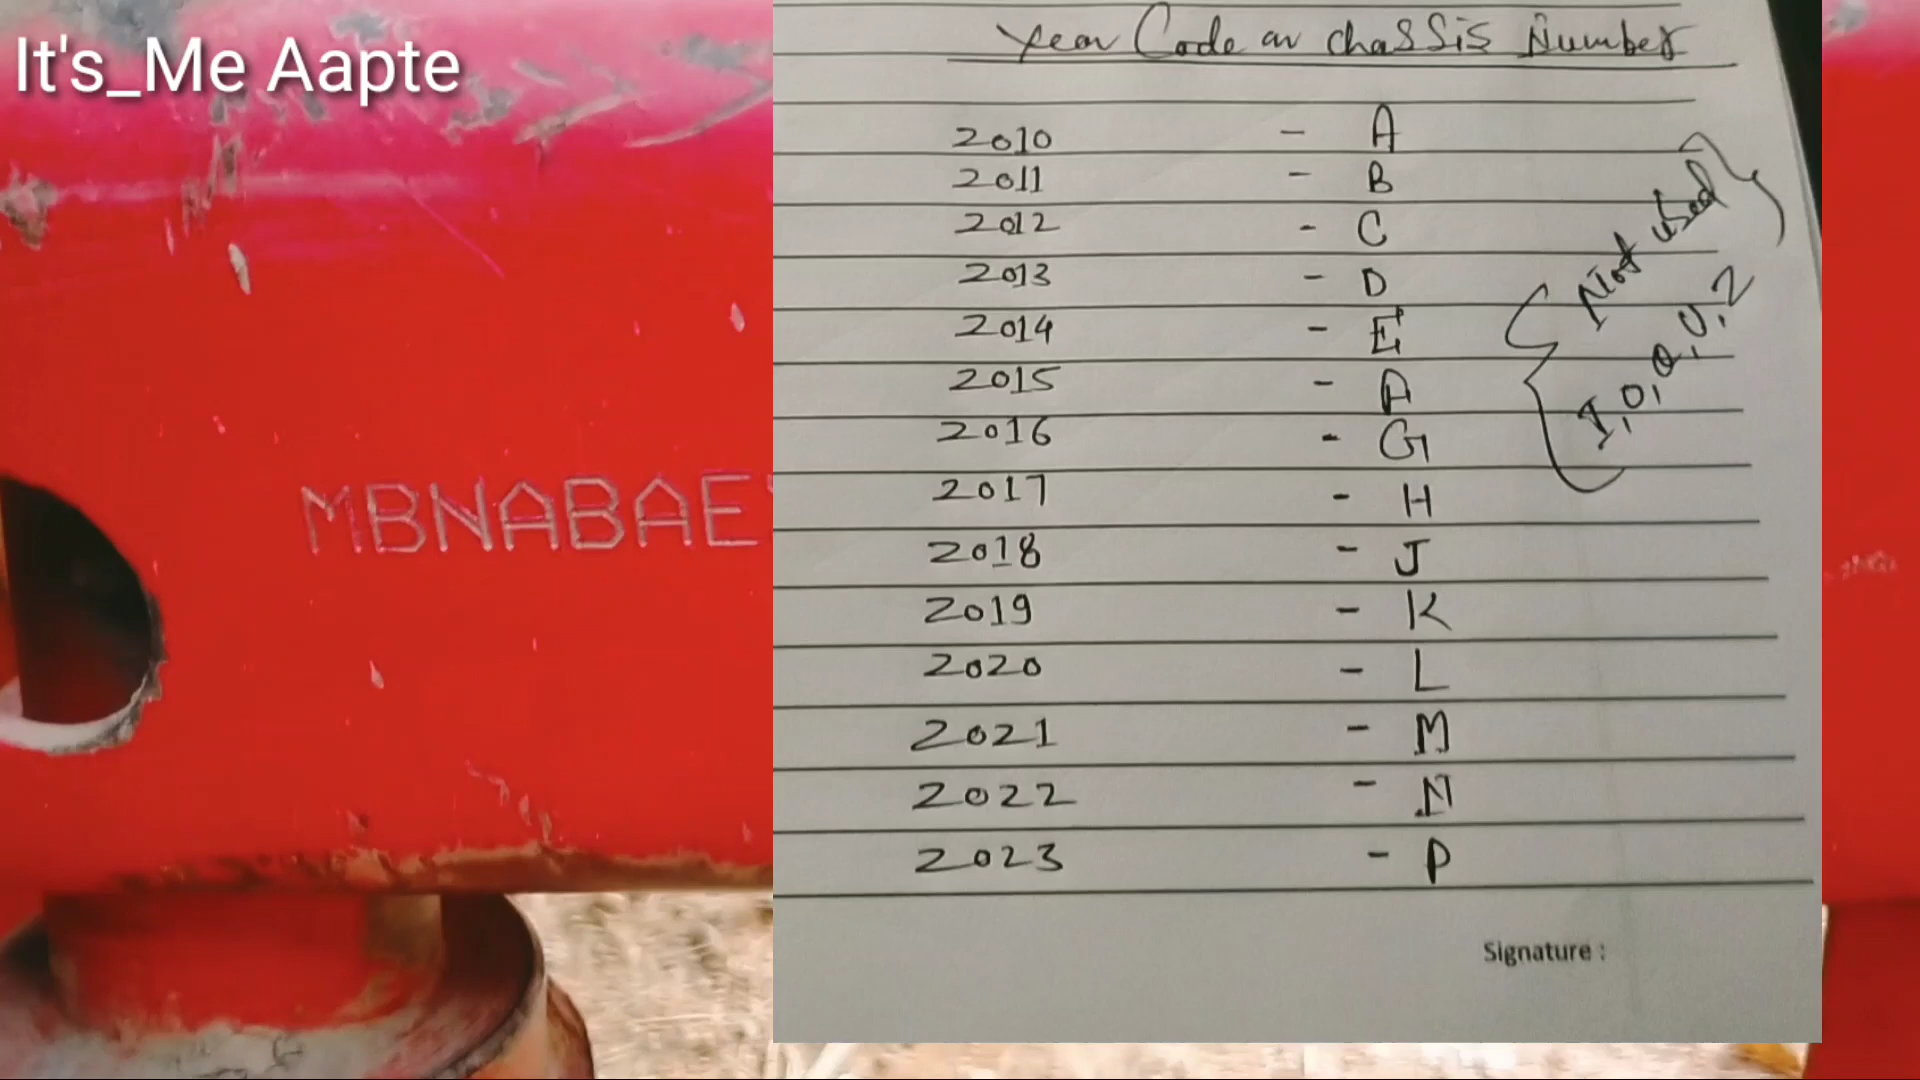 It's_Me Aapte
MBNABAE
Year Code on chassis Number
2010 - A
2011 - B
2012 - C
2013 - D
2014 - E
2015 - A
2016 - G
2017 - H
2018 - J
2019 - K
2020 - L
2021 - M
2022 - N
2023 - P
Not used
I, O, Q, U, Z
Signature :